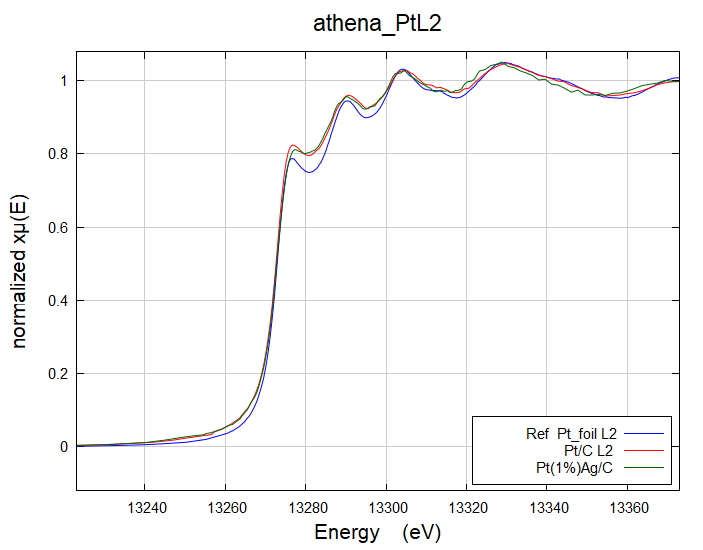 athena_PtL2
normalized xμ(E)
1
0.8
0.6
0.4
0.2
0
Ref Pt_foil L2
Pt/C L2
Pt(1%)Ag/C
13240 13260 13280 13300 13320 13340 13360
Energy (eV)